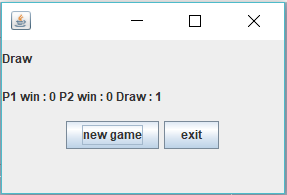 Draw
P1 win : 0 P2 win : 0 Draw : 1
new game exit